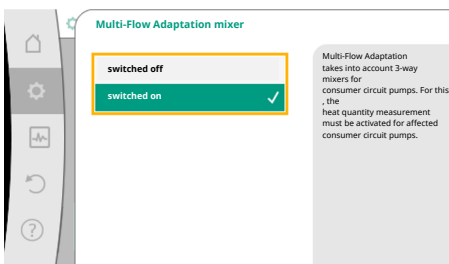 Multi-Flow Adaptation mixer
switched off
switched on
Multi-Flow Adaptation
takes into account 3-way
mixers for
consumer circuit pumps. For this
, the
heat quantity measurement
must be activated for affected
consumer circuit pumps.
?